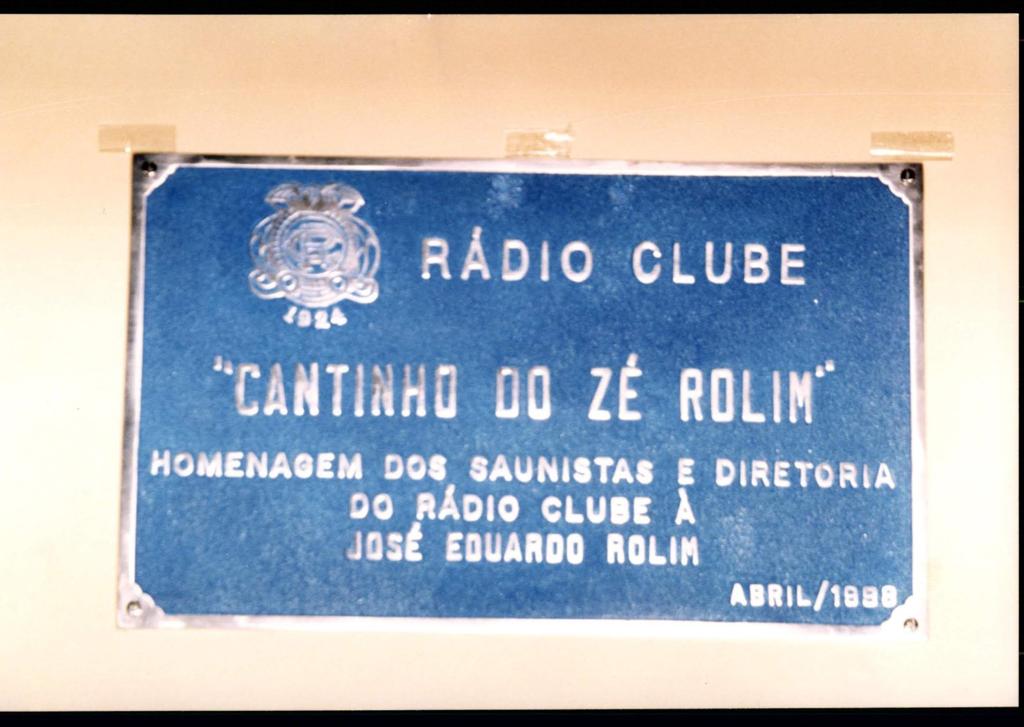 RÁDIO CLUBE
1924
"CANTINHO DO ZÉ ROLIM"
HOMENAGEM DOS SAUNISTAS E DIRETORIA
DO RÁDIO CLUBE À
JOSÉ EDUARDO ROLIM
ABRIL/1998